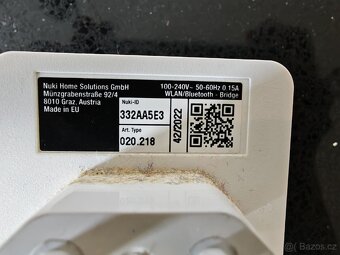 Nuki Home Solutions GmbH
Münzgrabenstraße 92/4
8010 Graz, Austria
Made in EU
100-240V~ 50-60Hz 0.15A
WLAN/Bluetooth - Bridge
Nuki-ID
332AA5E3
Art. Type
020.218
42/2022
Bazoš.cz